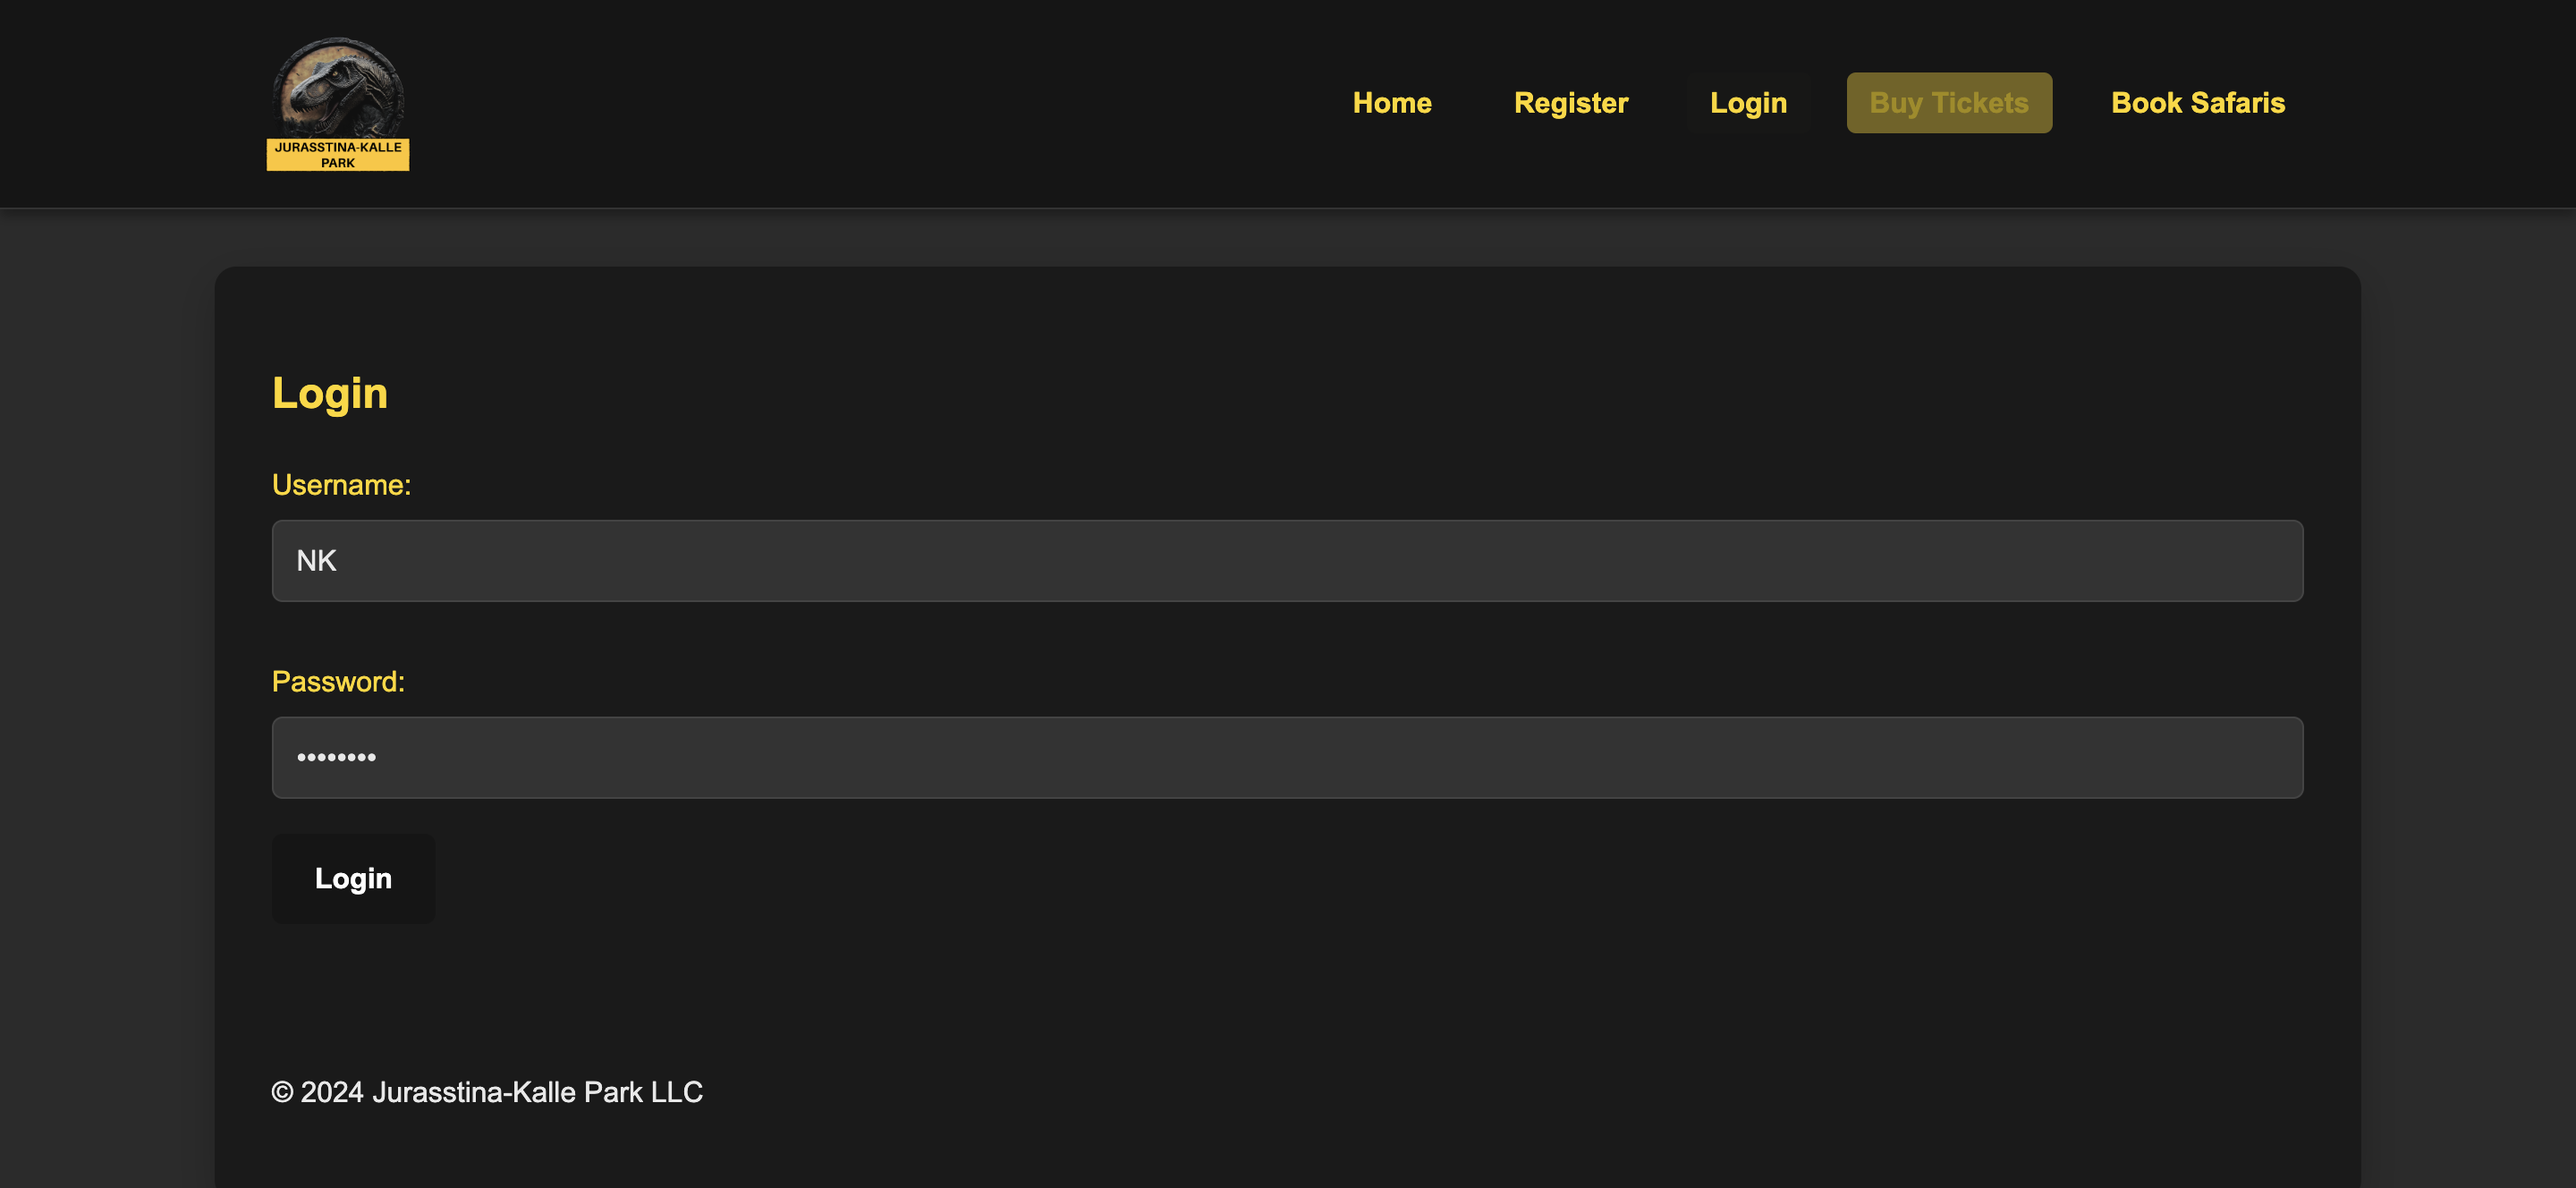 JURASSTINA-KALLE
PARK
Home Register Login Buy Tickets Book Safaris
Login
Username:
NK
Password:
••••••••
Login
© 2024 Jurasstina-Kalle Park LLC